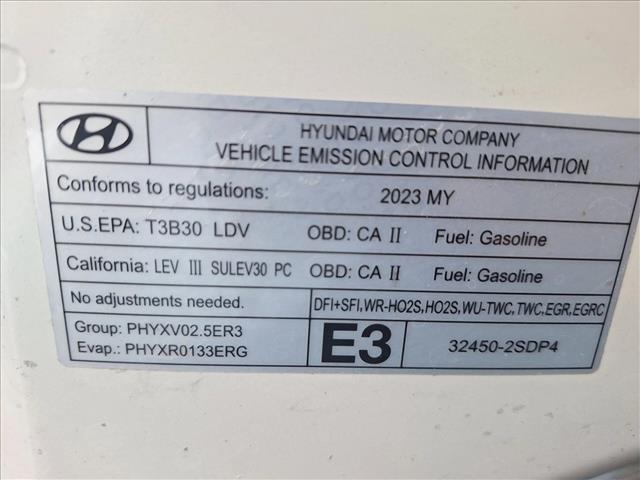 HYUNDAI MOTOR COMPANY
VEHICLE EMISSION CONTROL INFORMATION
Conforms to regulations: 2023 MY
U.S.EPA: T3B30 LDV OBD: CA II Fuel: Gasoline
California: LEV III SULEV30 PC OBD: CA II Fuel: Gasoline
No adjustments needed. DFI+SFI,WR-HO2S,HO2S,WU-TWC,TWC,EGR,EGRC
Group: PHYXV02.5ER3
Evap.: PHYXR0133ERG
E3
32450-2SDP4